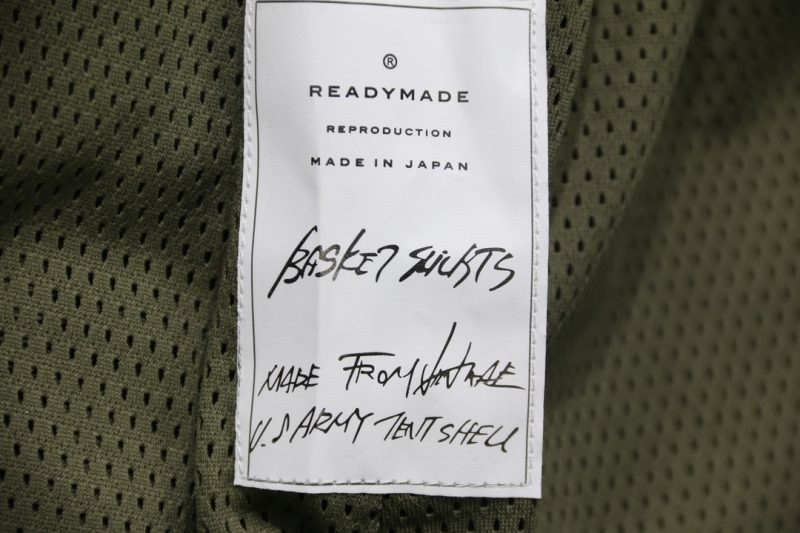 ®
READYMADE
REPRODUCTION
MADE IN JAPAN
BASKET SHORTS
MADE FROM VINTAGE
U.S ARMY TENT SHELL